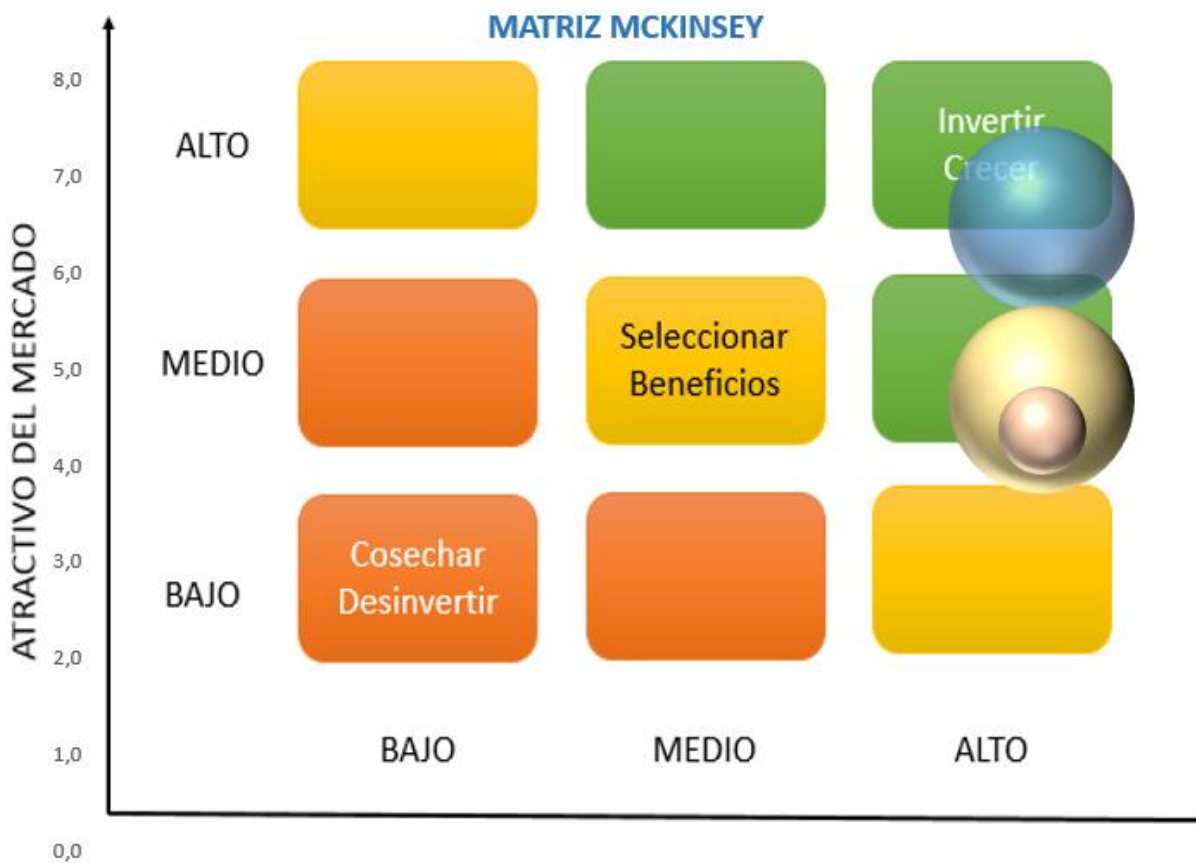 MATRIZ MCKINSEY
8,0
7,0
6,0
5,0
4,0
3,0
2,0
1,0
0,0
ATRACTIVO DEL MERCADO
ALTO
Invertir
Crecer
MEDIO
Seleccionar
Beneficios
BAJO
Cosechar
Desinvertir
BAJO
MEDIO
ALTO